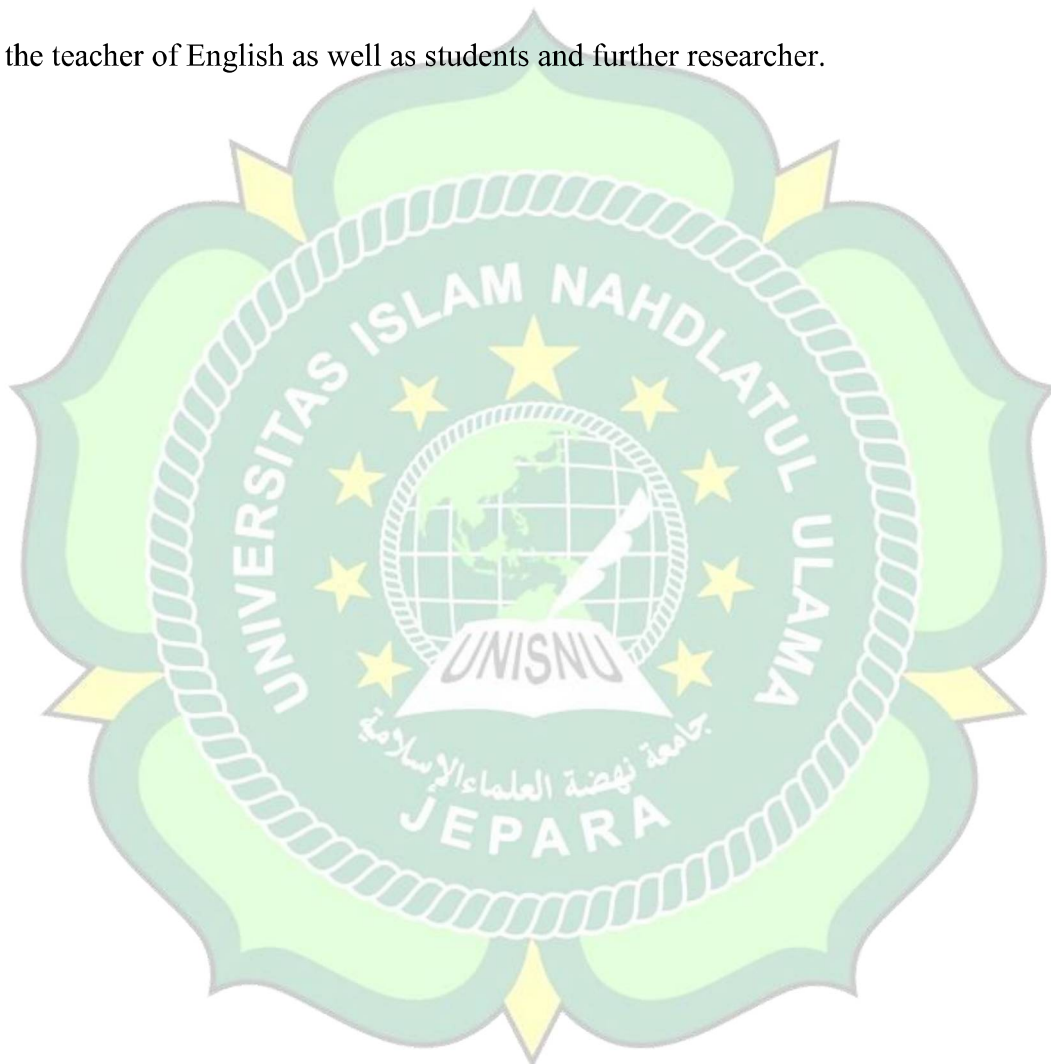 the teacher of English as well as students and further researcher.
UNIVERSITAS ISLAM NAHDLATUL ULAMA
UNISNU
جامعة نهضة العلماء الإسلامية
JEPARA